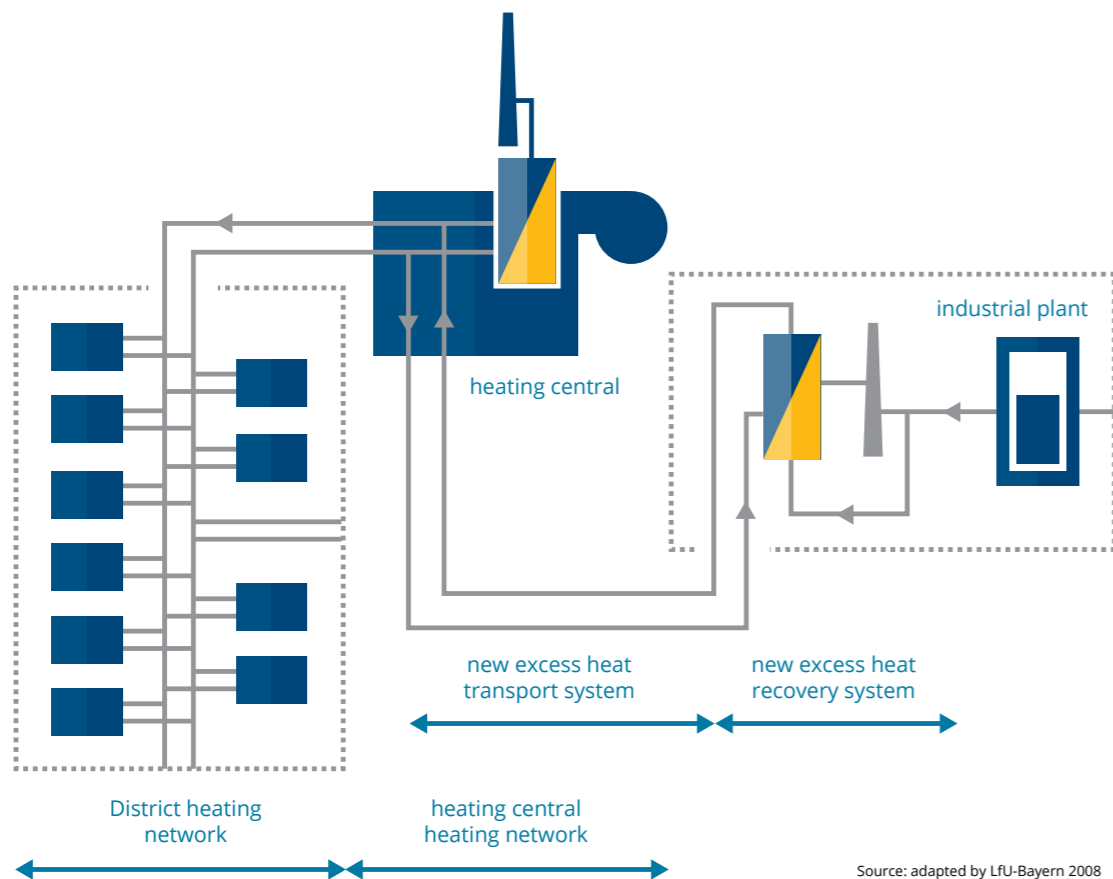 industrial plant
heating central
new excess heat
transport system
new excess heat
recovery system
District heating
network
heating central
heating network
Source: adapted by LfU-Bayern 2008